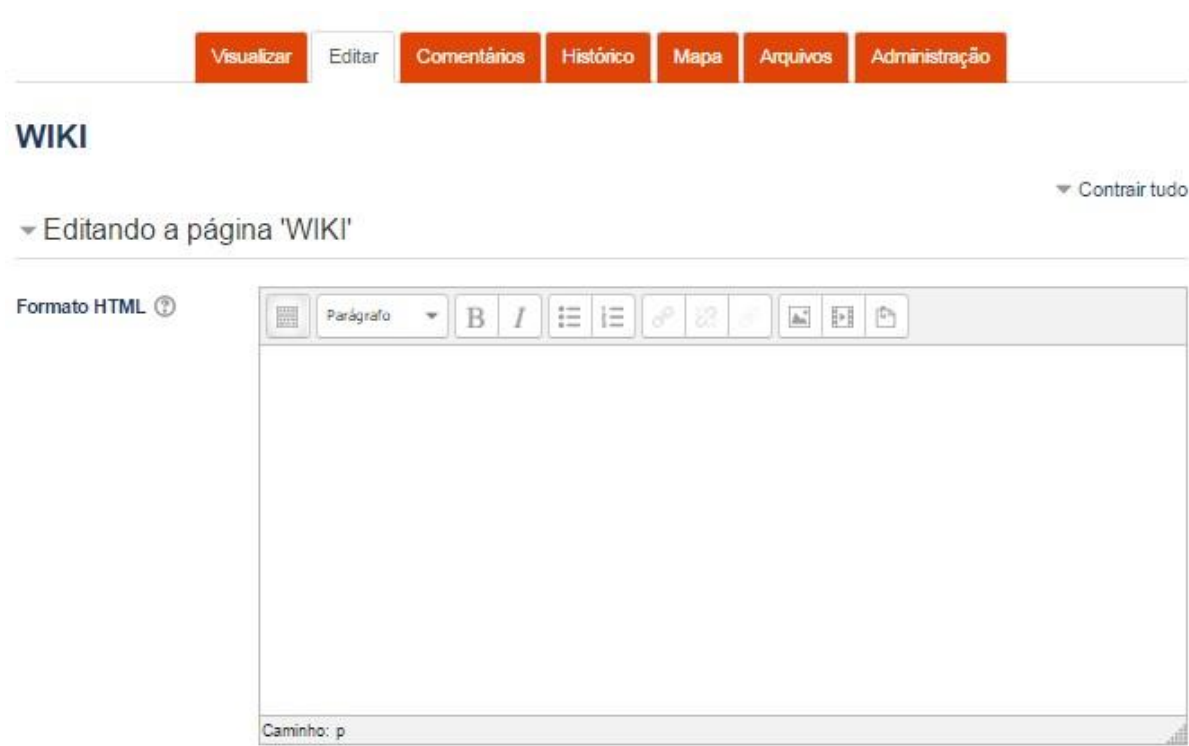 Visualizar Editar Comentários Histórico Mapa Arquivos Administração
WIKI
Contrair tudo
Editando a página 'WIKI'
Formato HTML
Parágrafo B I
Caminho: p